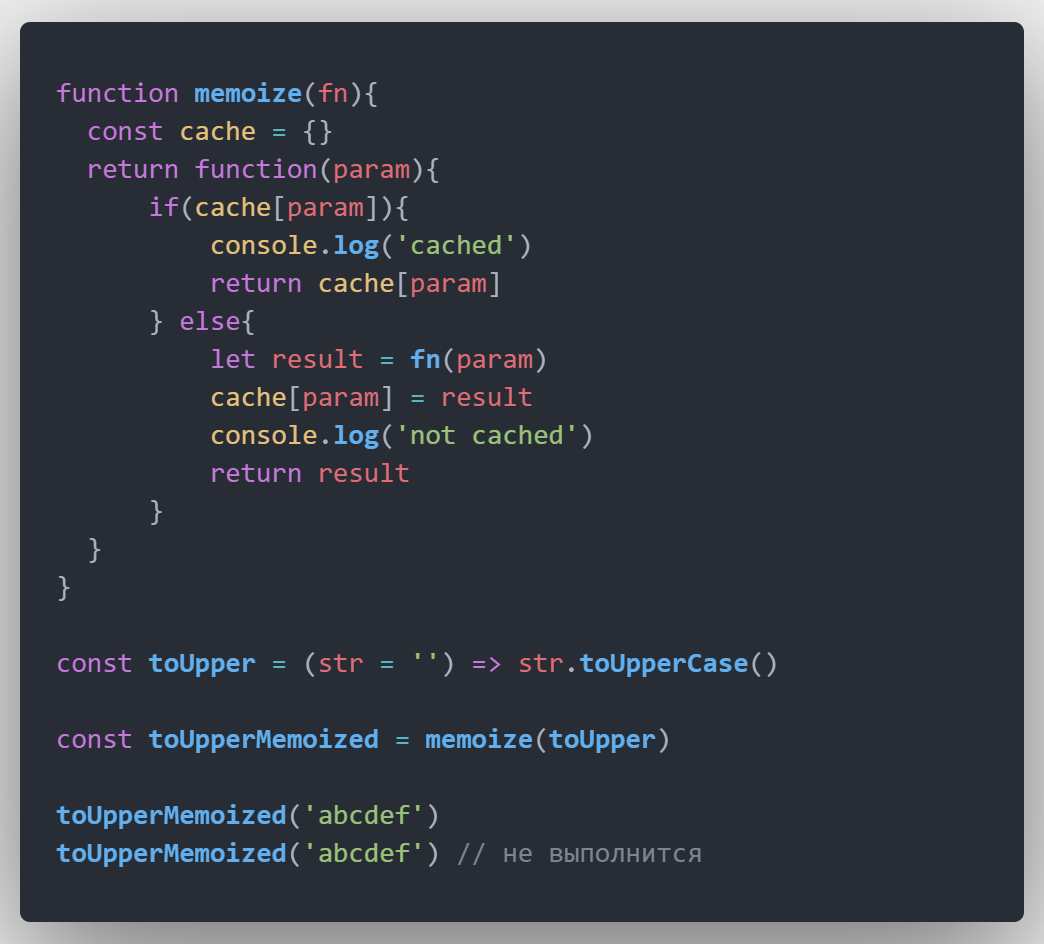 function memoize(fn){
  const cache = {}
  return function(param){
      if(cache[param]){
          console.log('cached')
          return cache[param]
      } else{
          let result = fn(param)
          cache[param] = result
          console.log('not cached')
          return result
      }
  }
}

const toUpper = (str = '') => str.toUpperCase()

const toUpperMemoized = memoize(toUpper)

toUpperMemoized('abcdef')
toUpperMemoized('abcdef') // не выполнится